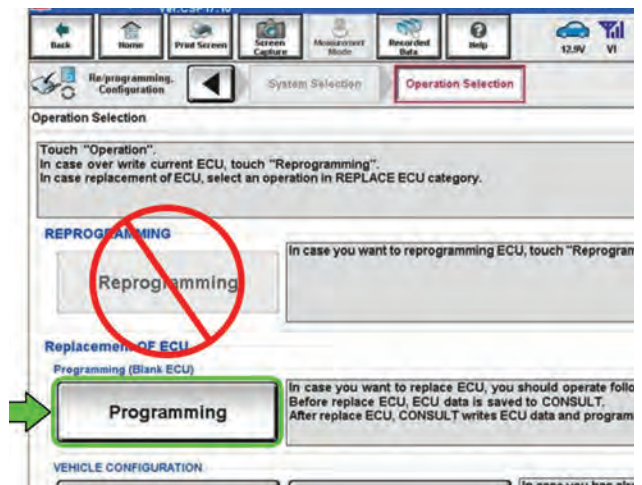 Back
Home
Print Screen
Screen
Capture
Measurement
Mode
Recorded
Data
Help
12.9V
VI
Re/programming,
Configuration
System Selection
Operation Selection
Operation Selection
Touch "Operation".
In case over write current ECU, touch "Reprogramming".
In case replacement of ECU, select an operation in REPLACE ECU category.
REPROGRAMMING
Reprogramming
In case you want to reprogramming ECU, touch "Reprogram
Replacement OF ECU
Programming (Blank ECU)
Programming
In case you want to replace ECU, you should operate follo
Before replace ECU, ECU data is saved to CONSULT.
After replace ECU, CONSULT writes ECU data and program
VEHICLE CONFIGURATION